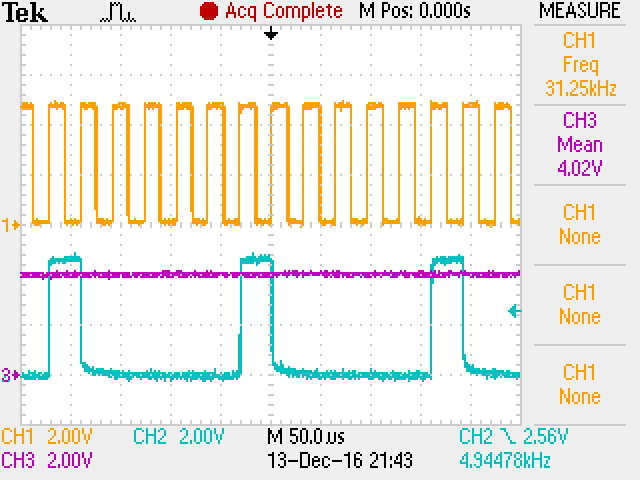 Tek Acq Complete M Pos: 0.000s MEASURE
CH1
Freq
31.25kHz
CH3
Mean
4.02V
1
CH1
None
CH1
None
3
CH1
None
CH1 2.00V CH2 2.00V M 50.0us CH2 2.56V
CH3 2.00V 13-Dec-16 21:43 4.94478kHz